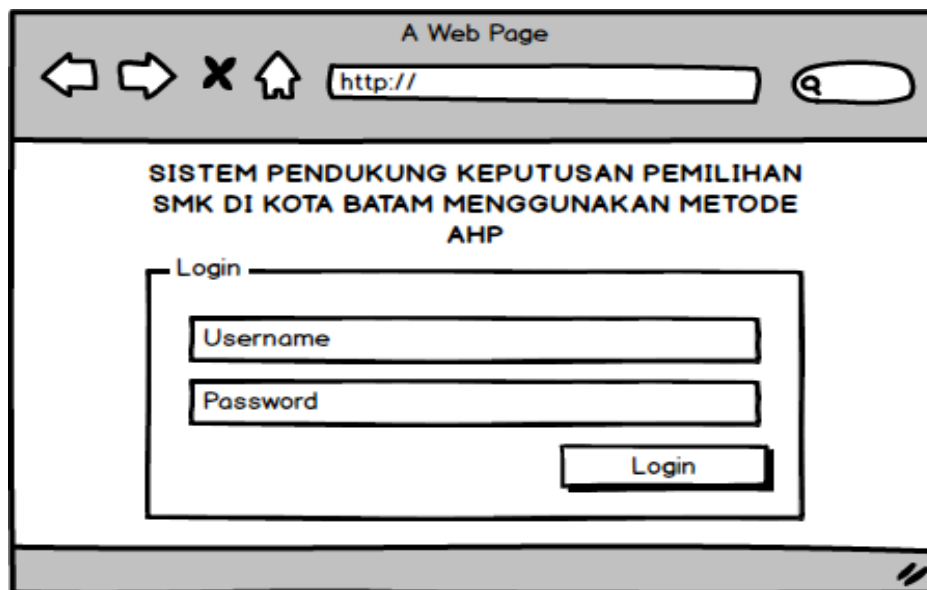 A Web Page
http://
SISTEM PENDUKUNG KEPUTUSAN PEMILIHAN
SMK DI KOTA BATAM MENGGUNAKAN METODE
AHP
Login
Username
Password
Login